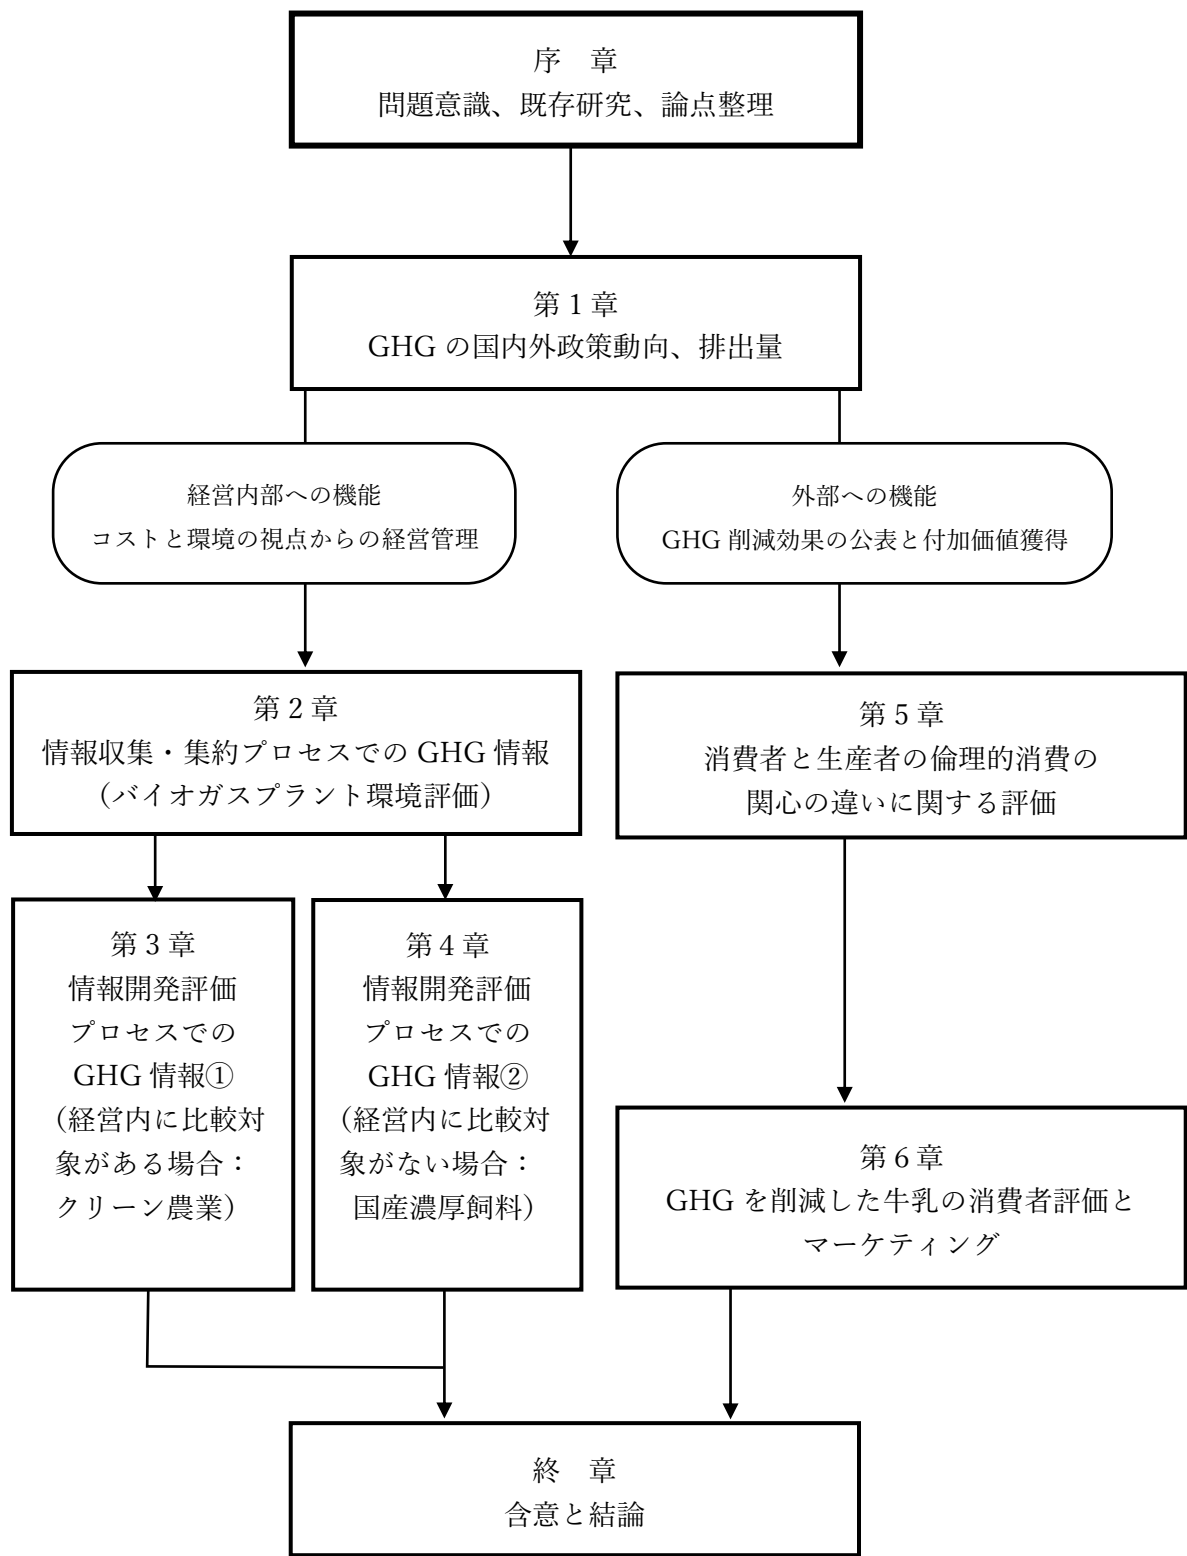 序　章
問題意識、既存研究、論点整理
第 1 章
GHG の国内外政策動向、排出量
経営内部への機能
コストと環境の視点からの経営管理
外部への機能
GHG 削減効果の公表と付加価値獲得
第 2 章
情報収集・集約プロセスでの GHG 情報
（バイオガスプラント環境評価）
第 5 章
消費者と生産者の倫理的消費の
関心の違いに関する評価
第 3 章
情報開発評価
プロセスでの
GHG 情報①
（経営内に比較対
象がある場合：
クリーン農業）
第 4 章
情報開発評価
プロセスでの
GHG 情報②
（経営内に比較対
象がない場合：
国産濃厚飼料）
第 6 章
GHG を削減した牛乳の消費者評価と
マーケティング
終　章
含意と結論